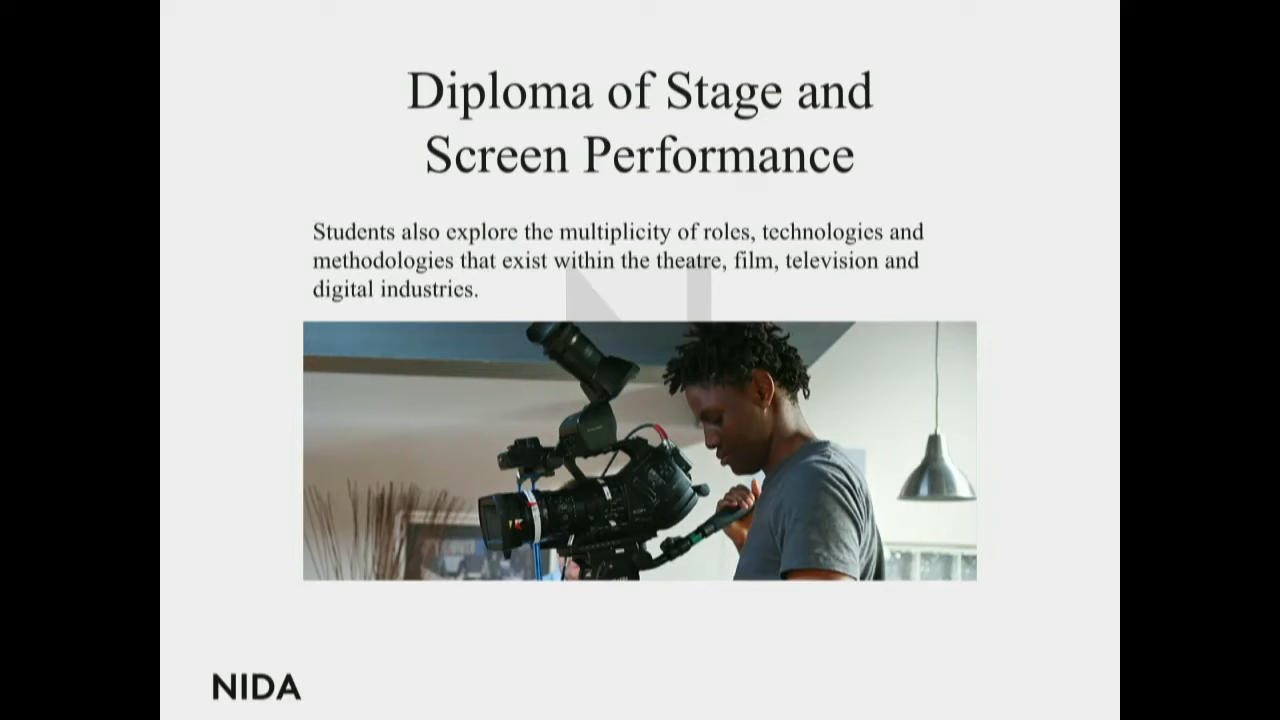 Diploma of Stage and
Screen Performance
Students also explore the multiplicity of roles, technologies and
methodologies that exist within the theatre, film, television and
digital industries.
NIDA